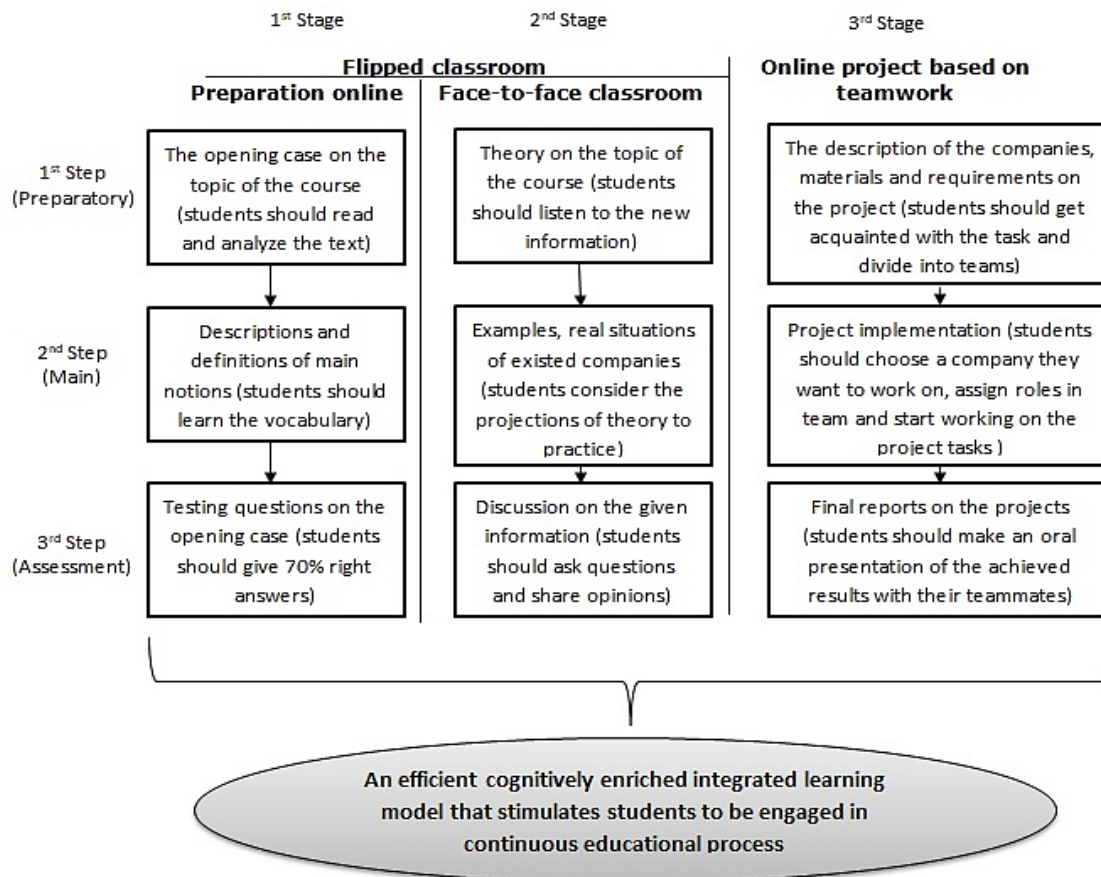 1st Stage
2nd Stage
3rd Stage
Flipped classroom
Preparation online
Face-to-face classroom
Online project based on
teamwork
1st Step
(Preparatory)
The opening case on the
topic of the course
(students should read
and analyze the text)
Theory on the topic of
the course (students
should listen to the new
information)
The description of the companies,
materials and requirements on
the project (students should get
acquainted with the task and
divide into teams)
2nd Step
(Main)
Descriptions and
definitions of main
notions (students should
learn the vocabulary)
Examples, real situations
of existed companies
(students consider the
projections of theory to
practice)
Project implementation (students
should choose a company they
want to work on, assign roles in
team and start working on the
project tasks )
3rd Step
(Assessment)
Testing questions on the
opening case (students
should give 70% right
answers)
Discussion on the given
information (students
should ask questions
and share opinions)
Final reports on the projects
(students should make an oral
presentation of the achieved
results with their teammates)
An efficient cognitively enriched integrated learning
model that stimulates students to be engaged in
continuous educational process